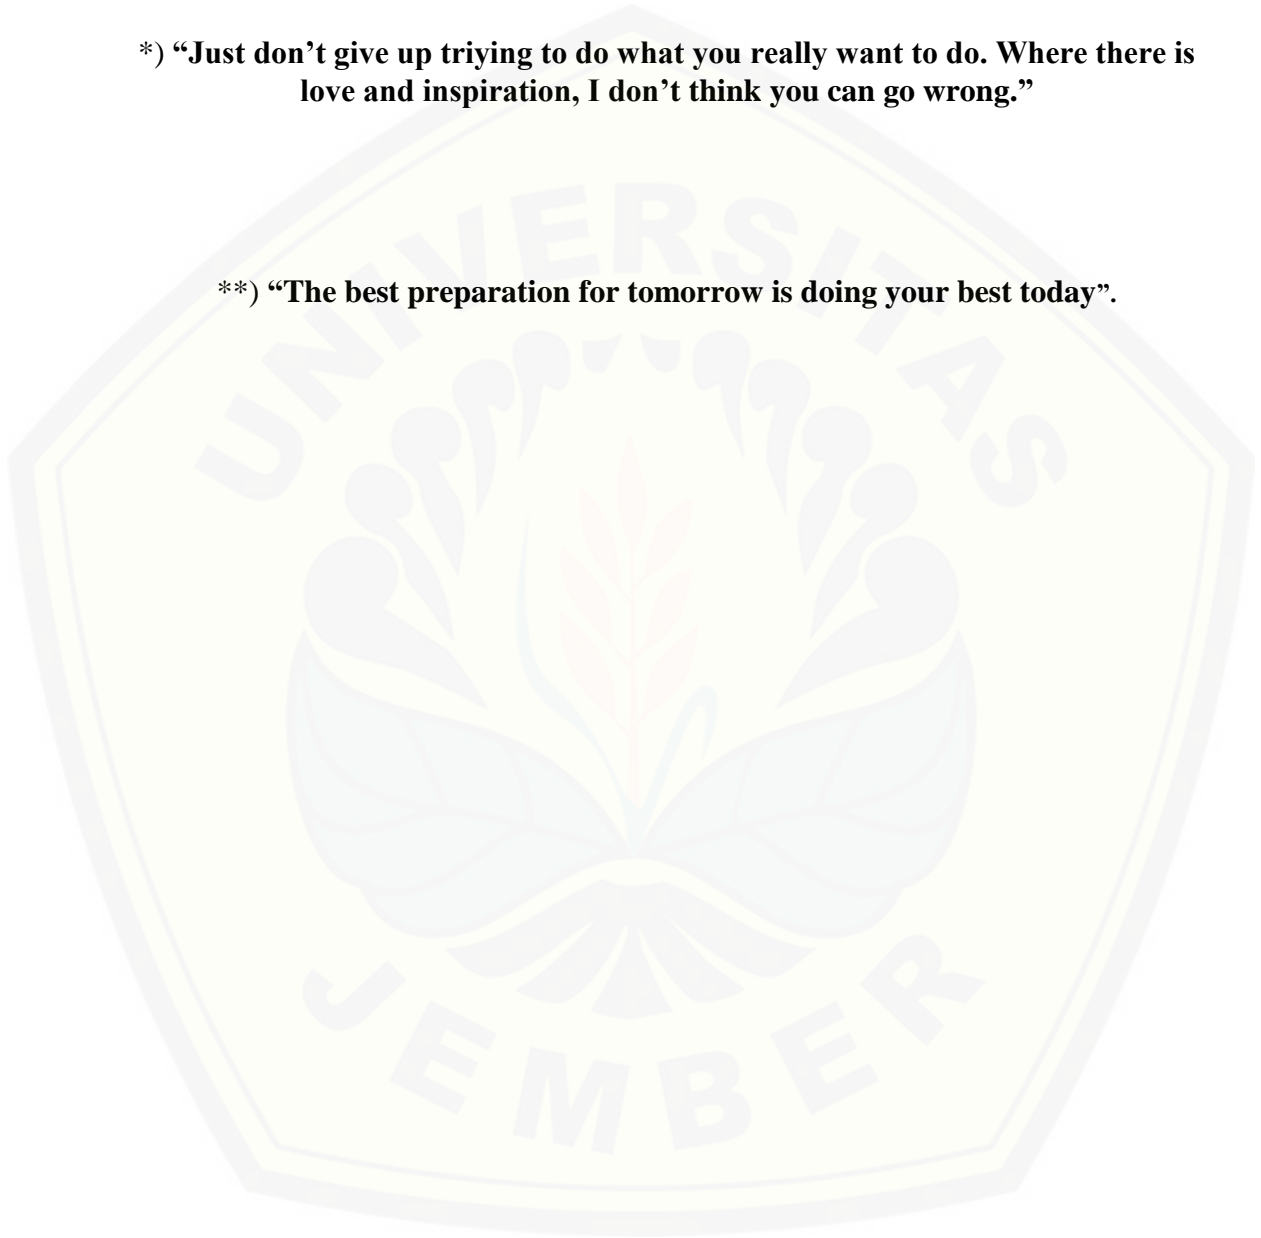 *) “Just don’t give up triying to do what you really want to do. Where there is
love and inspiration, I don’t think you can go wrong.”
**) “The best preparation for tomorrow is doing your best today”.
UNIVERSITAS
JEMBER